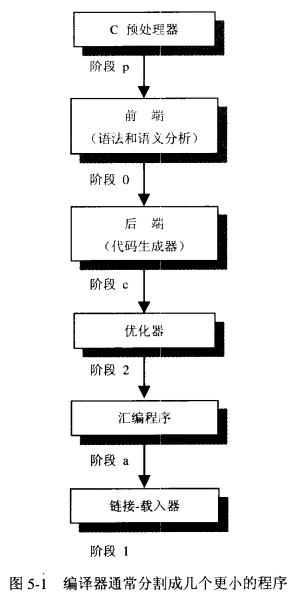 C 预处理器
阶段 p
前 端
(语法和语义分析)
阶段 0
后 端
(代码生成器)
阶段 c
优化器
阶段 2
汇编程序
阶段 a
链接-载入器
阶段 1
图 5-1 编译器通常分割成几个更小的程序